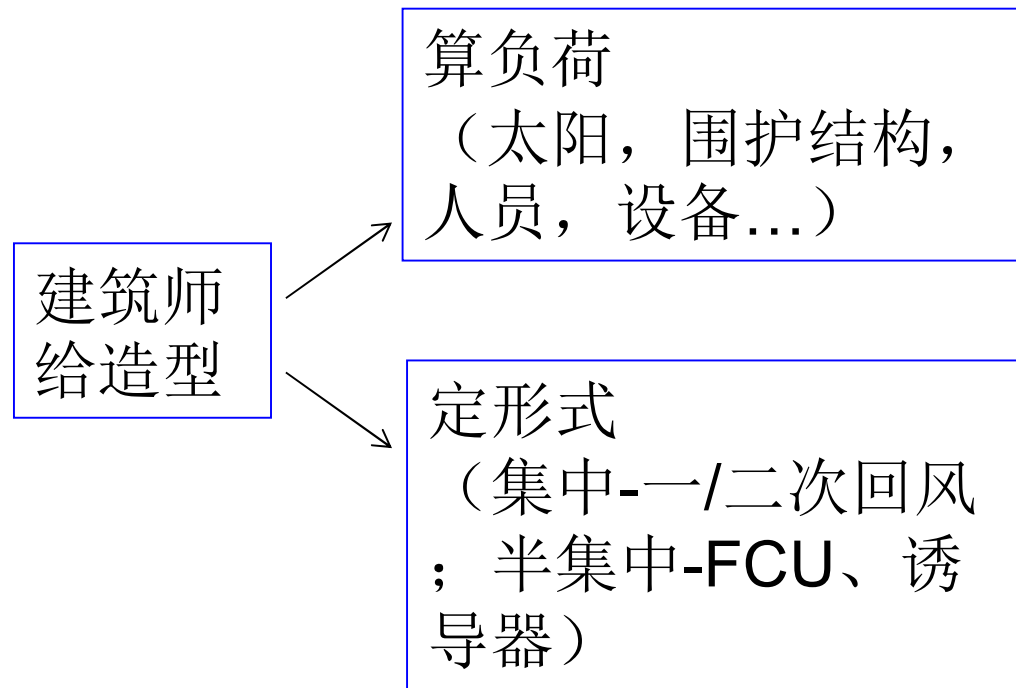 算负荷
（太阳，围护结构，
人员，设备…）
建筑师
给造型
定形式
（集中-一/二次回风
；半集中-FCU、诱
导器）